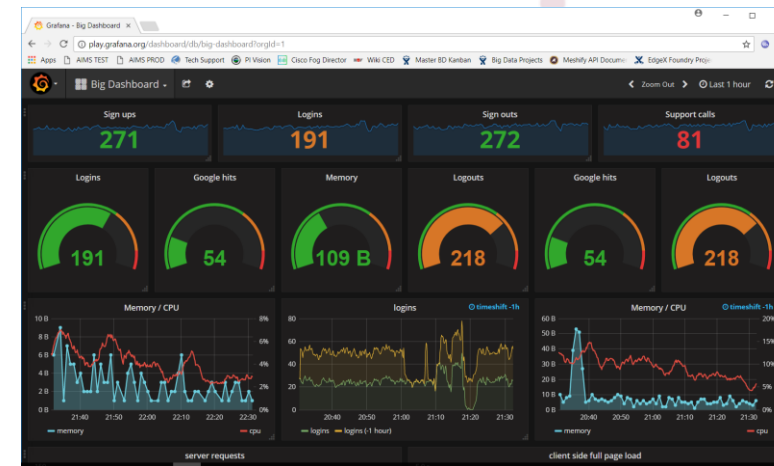 Grafana - Big Dashboard
play.grafana.org/dashboard/db/big-dashboard?orgId=1
Apps AIMS TEST AIMS PROD Tech Support PI Vision Cisco Fog Director Wiki CED Master BD Kanban Big Data Projects Meshify API Documen EdgeX Foundry Proje
Big Dashboard Zoom Out Last 1 hour
Sign ups Logins Sign outs Support calls
271 191 272 81
Logins Google hits Memory Logouts Google hits Logouts
191 54 109 B 218 54 218
Memory / CPU
10 B 8%
8 B
6 B 6%
4 B 4%
2 B 2%
0 B 0%
21:40 21:50 22:00 22:10 22:20 22:30
memory cpu
logins timeshift -1h
80
60
40
20
0
20:40 20:50 21:00 21:10 21:20 21:30
logins logins (-1 hour)
Memory / CPU timeshift -1h
60 B 20%
50 B
40 B 15%
30 B 10%
20 B
10 B 5%
0 B 0%
20:40 20:50 21:00 21:10 21:20 21:30
memory cpu
server requests client side full page load